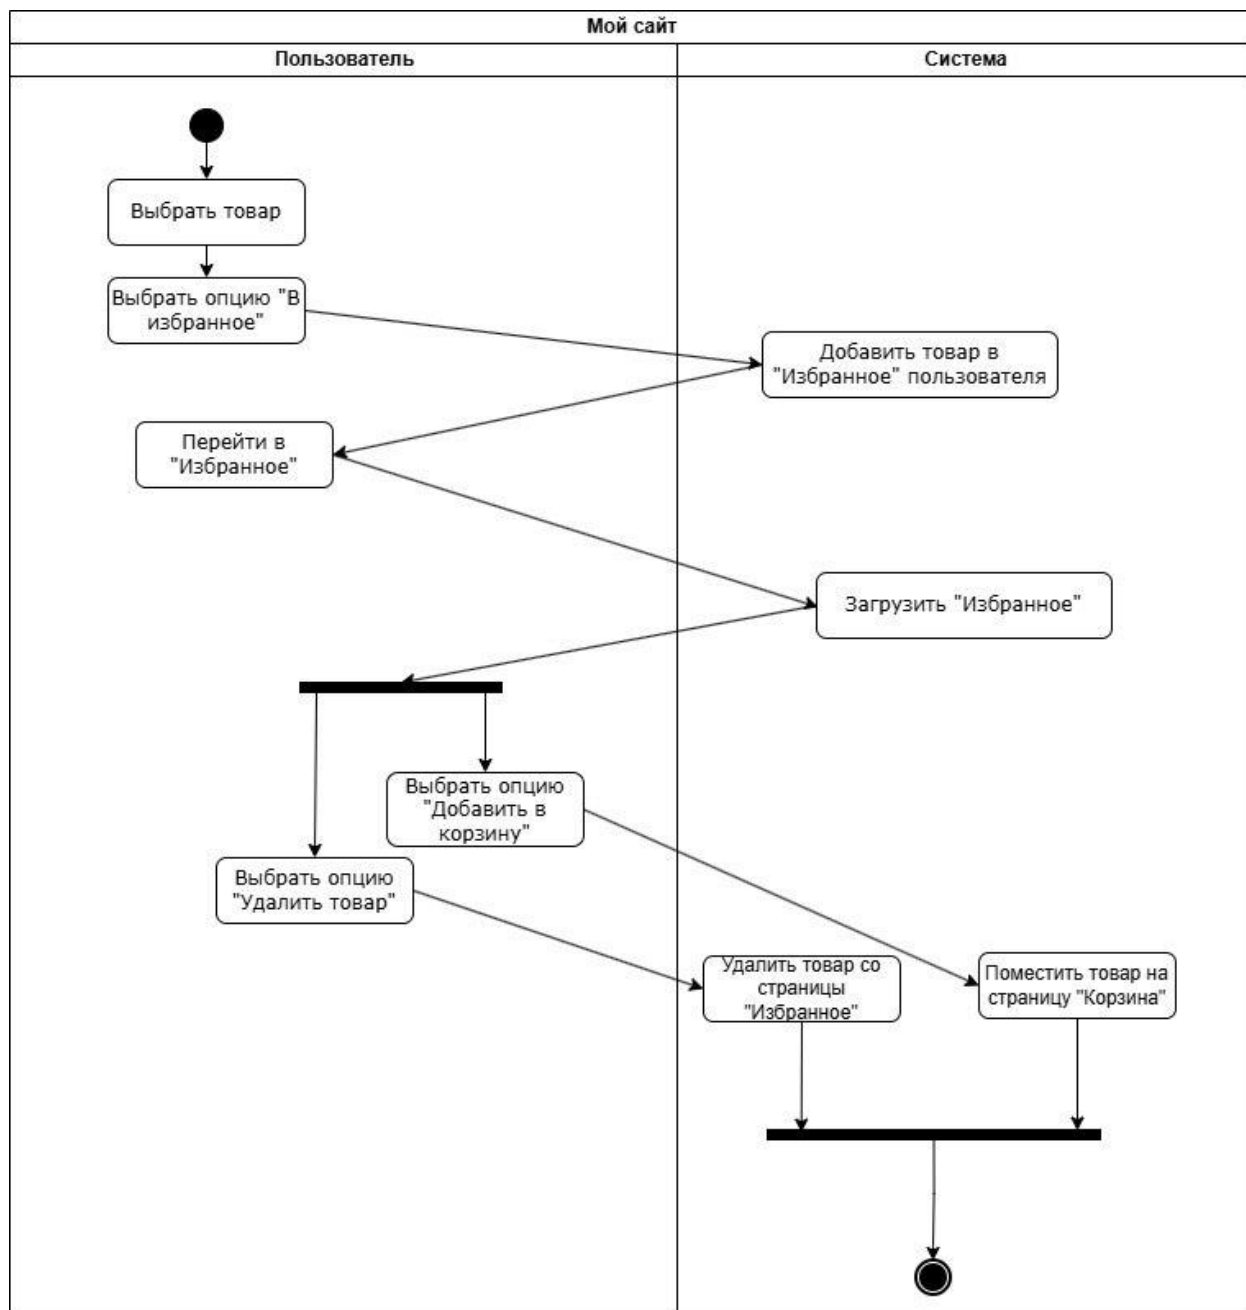 Мой сайт
Пользователь
Система
Выбрать товар
Выбрать опцию "В
избранное"
Добавить товар в
"Избранное" пользователя
Перейти в
"Избранное"
Загрузить "Избранное"
Выбрать опцию
"Добавить в
корзину"
Выбрать опцию
"Удалить товар"
Удалить товар со
страницы
"Избранное"
Поместить товар на
страницу "Корзина"